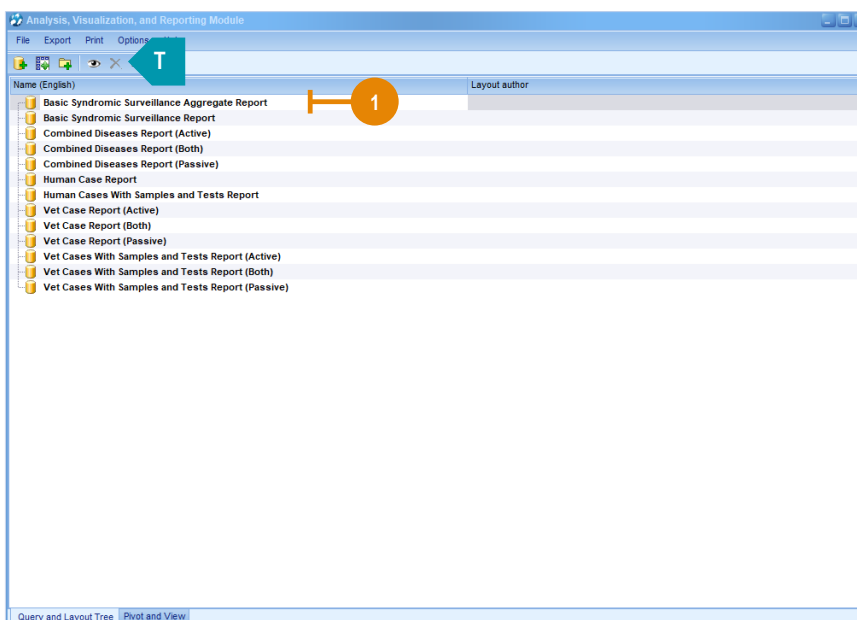 Analysis, Visualization, and Reporting Module
File Export Print Options
T
Name (English) Layout author
Basic Syndromic Surveillance Aggregate Report
1
Basic Syndromic Surveillance Report
Combined Diseases Report (Active)
Combined Diseases Report (Both)
Combined Diseases Report (Passive)
Human Case Report
Human Cases With Samples and Tests Report
Vet Case Report (Active)
Vet Case Report (Both)
Vet Case Report (Passive)
Vet Cases With Samples and Tests Report (Active)
Vet Cases With Samples and Tests Report (Both)
Vet Cases With Samples and Tests Report (Passive)
Query and Layout Tree Pivot and View